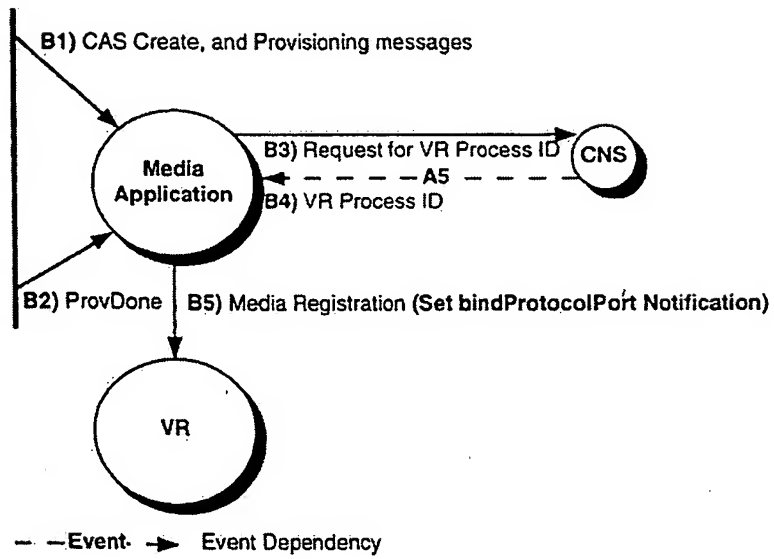 B1) CAS Create, and Provisioning messages
Media
Application
B3) Request for VR Process ID
CNS
A5
B4) VR Process ID
B2) ProvDone
B5) Media Registration (Set bindProtocolPort Notification)
VR
Event
Event Dependency